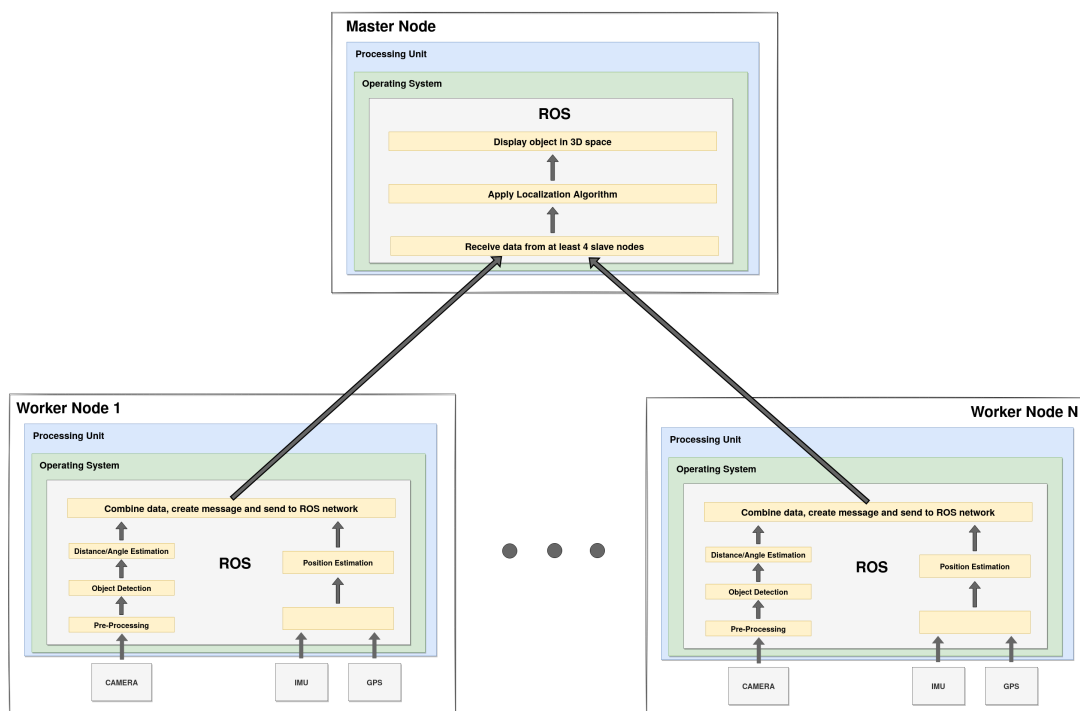 Master Node
Processing Unit
Operating System
ROS
Display object in 3D space
Apply Localization Algorithm
Receive data from at least 4 slave nodes
Worker Node 1
Processing Unit
Operating System
Combine data, create message and send to ROS network
Distance/Angle Estimation
ROS
Position Estimation
Object Detection
Pre-Processing
CAMERA
IMU
GPS
Worker Node N
Processing Unit
Operating System
Combine data, create message and send to ROS network
Distance/Angle Estimation
ROS
Position Estimation
Object Detection
Pre-Processing
CAMERA
IMU
GPS